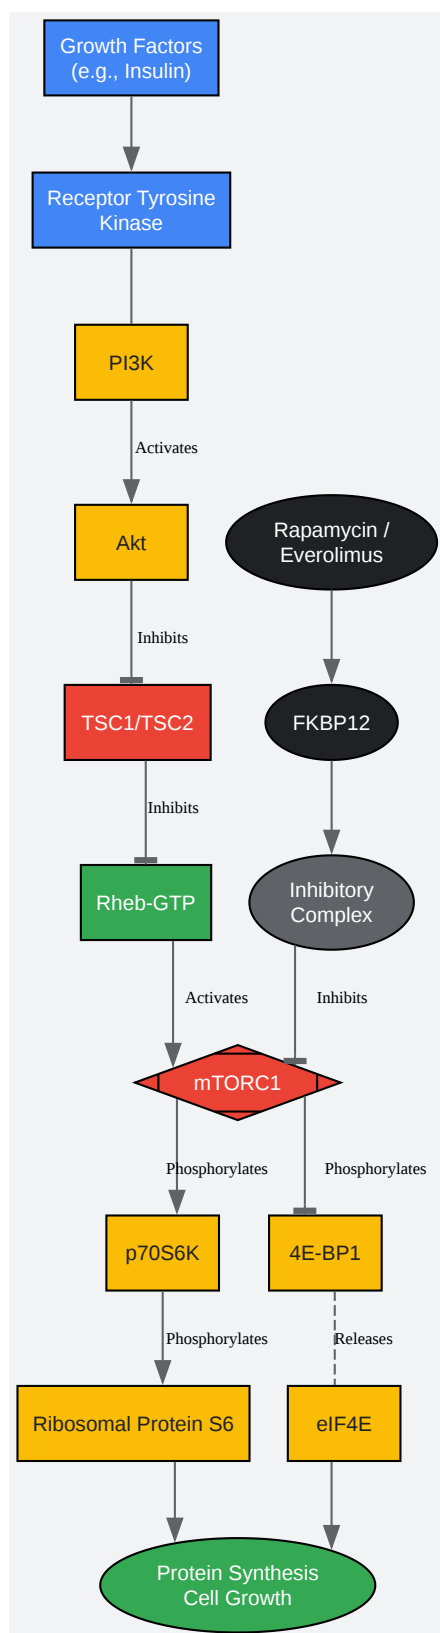 Growth Factors
(e.g., Insulin)
Receptor Tyrosine
Kinase
PI3K
Activates
Akt
Rapamycin /
Everolimus
Inhibits
TSC1/TSC2
FKBP12
Inhibits
Rheb-GTP
Inhibitory
Complex
Activates
Inhibits
mTORC1
Phosphorylates
Phosphorylates
p70S6K
4E-BP1
Phosphorylates
Releases
Ribosomal Protein S6
eIF4E
Protein Synthesis
Cell Growth